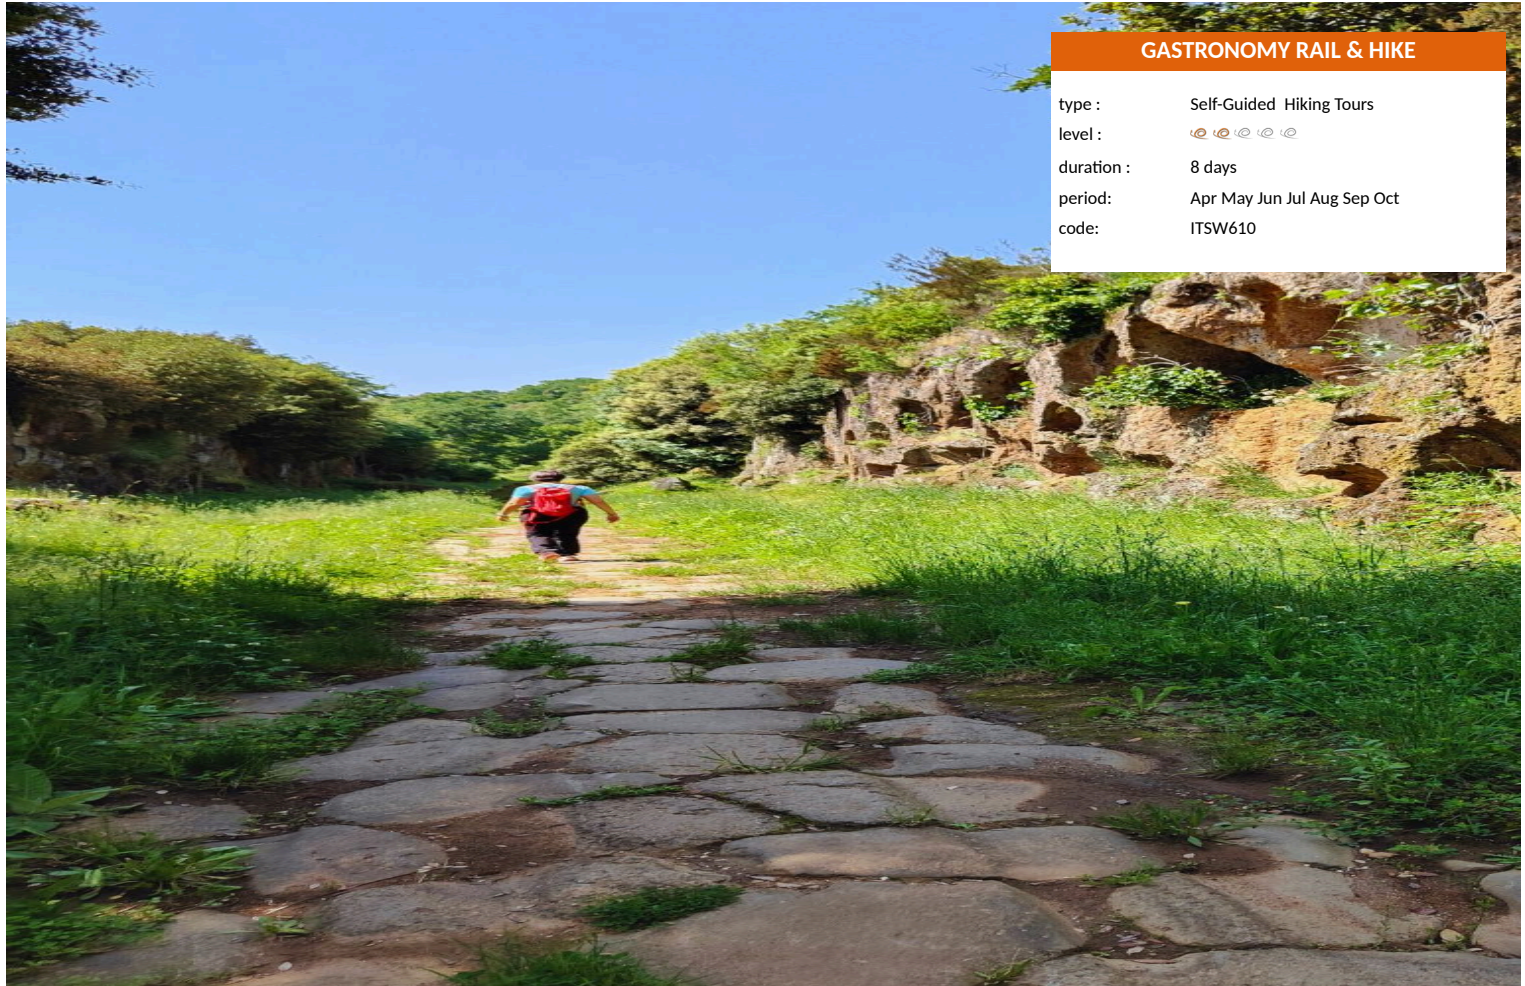 GASTRONOMY RAIL & HIKE
type : Self-Guided  Hiking Tours
level :
duration : 8 days
period: Apr May Jun Jul Aug Sep Oct
code: ITSW610